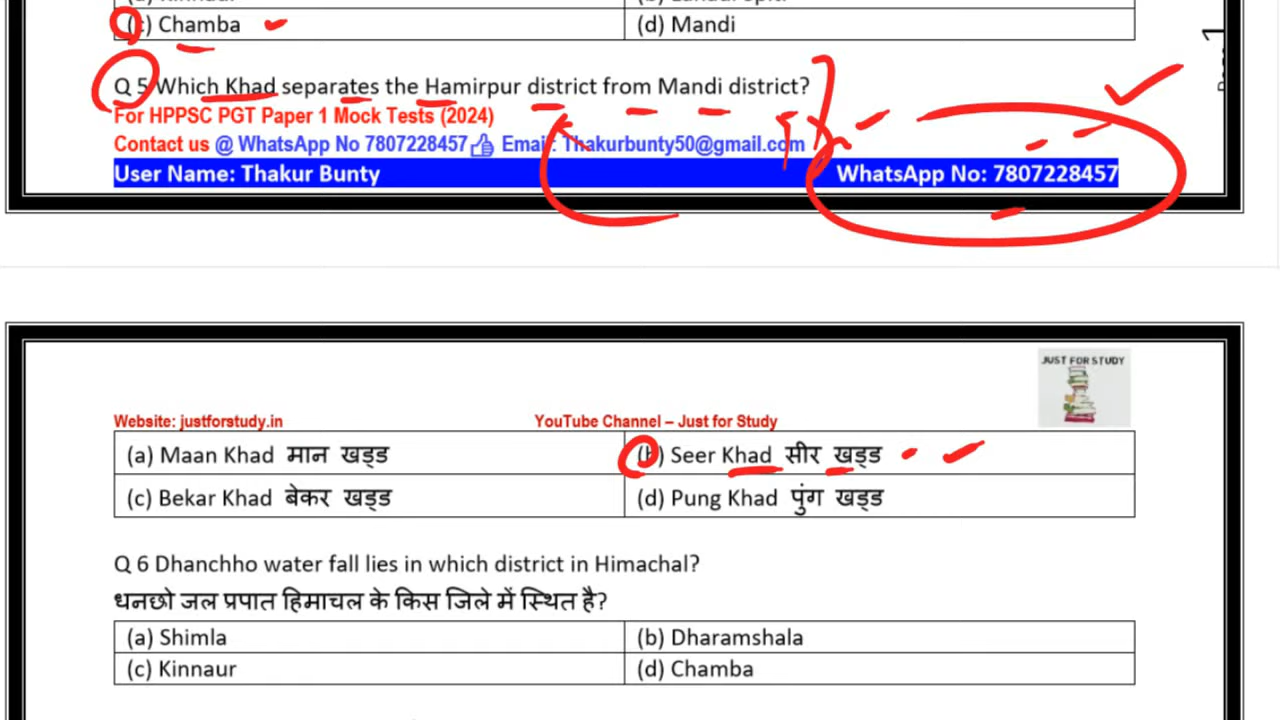 (c) Chamba
(d) Mandi
Q 5 Which Khad separates the Hamirpur district from Mandi district?
For HPPSC PGT Paper 1 Mock Tests (2024)
Contact us @ WhatsApp No 7807228457 Email: Thakurbunty50@gmail.com
User Name: Thakur Bunty WhatsApp No: 7807228457
JUST FOR STUDY
Website: justforstudy.in YouTube Channel – Just for Study
(a) Maan Khad मान खड्ड (b) Seer Khad सीर खड्ड
(c) Bekar Khad बेकर खड्ड (d) Pung Khad पुंग खड्ड
Q 6 Dhanchho water fall lies in which district in Himachal?
धनछो जल प्रपात हिमाचल के किस जिले में स्थित है?
(a) Shimla (b) Dharamshala
(c) Kinnaur (d) Chamba